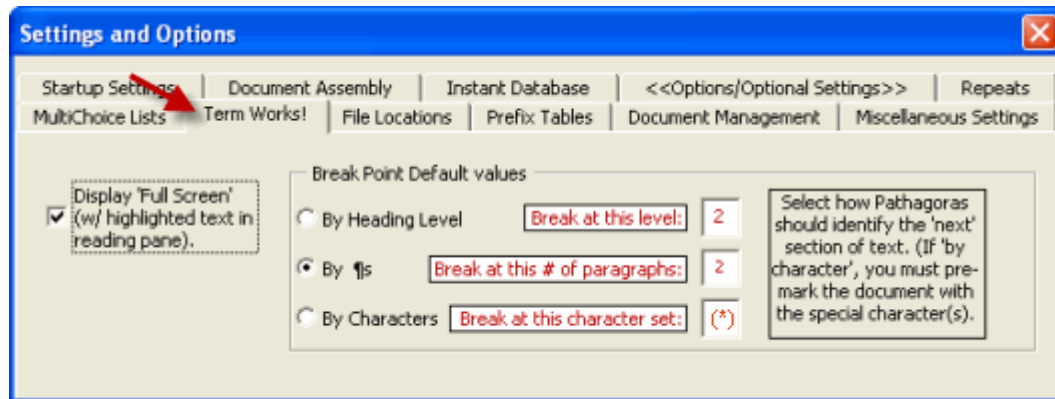 Settings and Options
Startup Settings Document Assembly Instant Database <<Options/Optional Settings>> Repeats
MultiChoice Lists Term Works! File Locations Prefix Tables Document Management Miscellaneous Settings
Display 'Full Screen'
(w/ highlighted text in
reading pane).
Break Point Default values
By Heading Level Break at this level: 2
By ¶s Break at this # of paragraphs: 2
By Characters Break at this character set: (*)
Select how Pathagoras
should identify the 'next'
section of text. (If 'by
character', you must pre-
mark the document with
the special character(s).